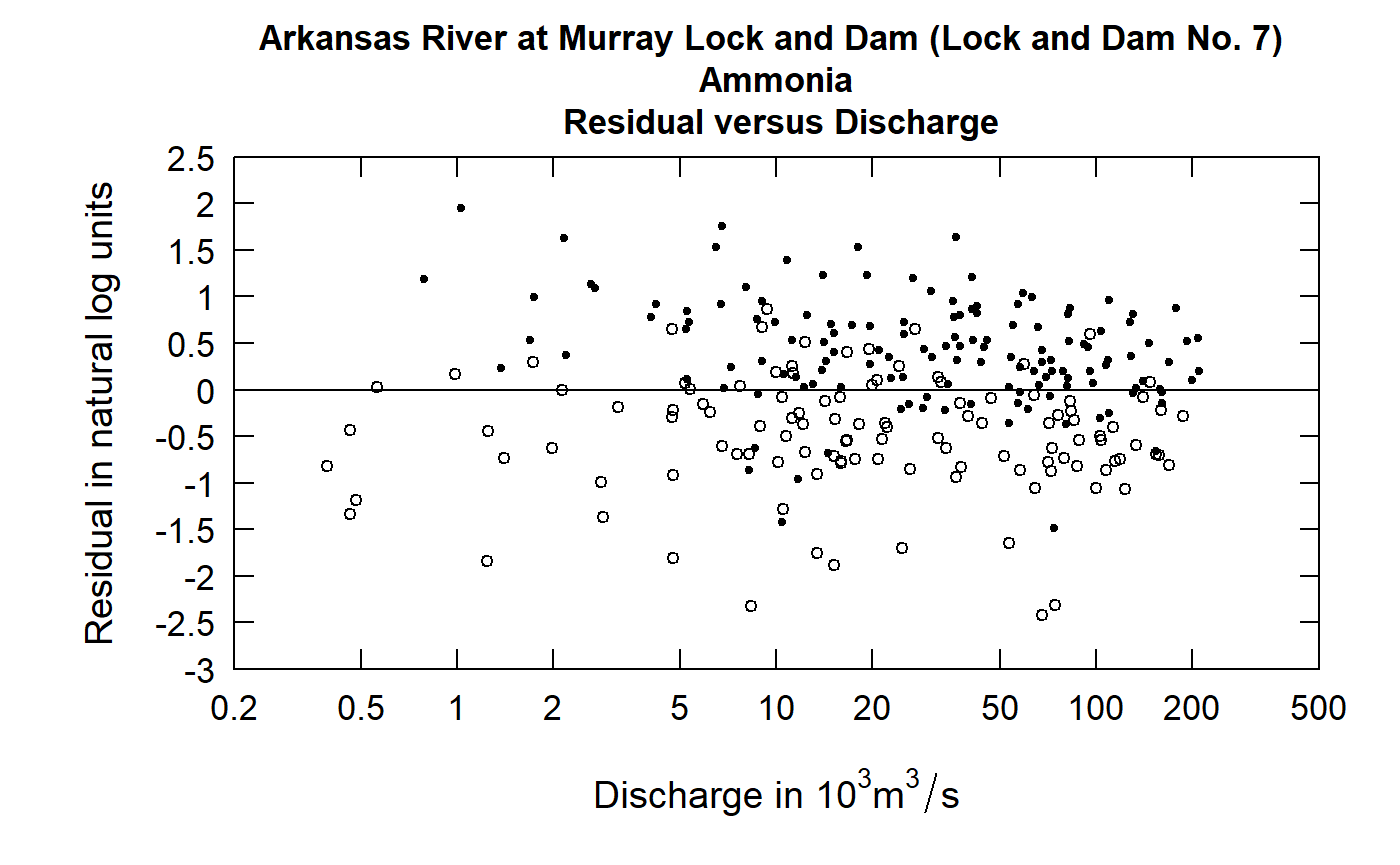 Arkansas River at Murray Lock and Dam (Lock and Dam No. 7)
Ammonia
Residual versus Discharge
Residual in natural log units
2.5
2
1.5
1
0.5
0
-0.5
-1
-1.5
-2
-2.5
-3
0.2 0.5 1 2 5 10 20 50 100 200 500
Discharge in 10³m³/s